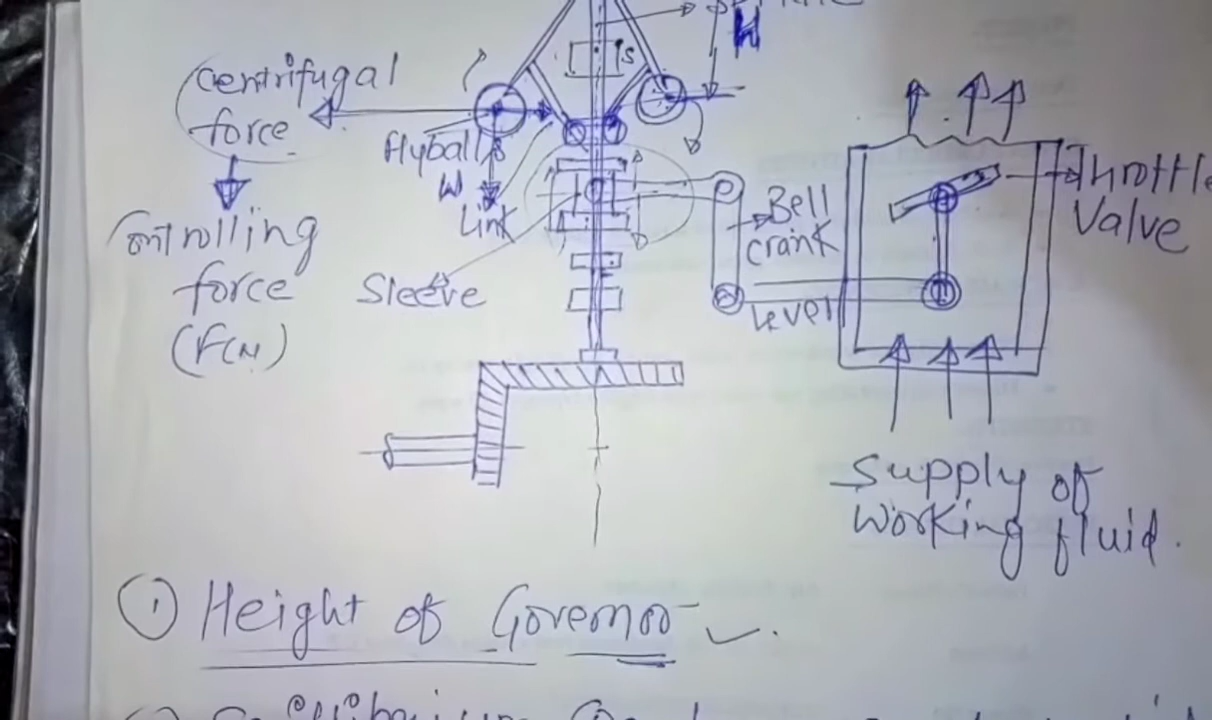 H
S
Centrifugal
force
Flyballs
W
Link
Controlling
force
(FCN)
Sleeve
Bell
crank
Lever
Throttle
Valve
Supply of
working fluid.
① Height of Governor